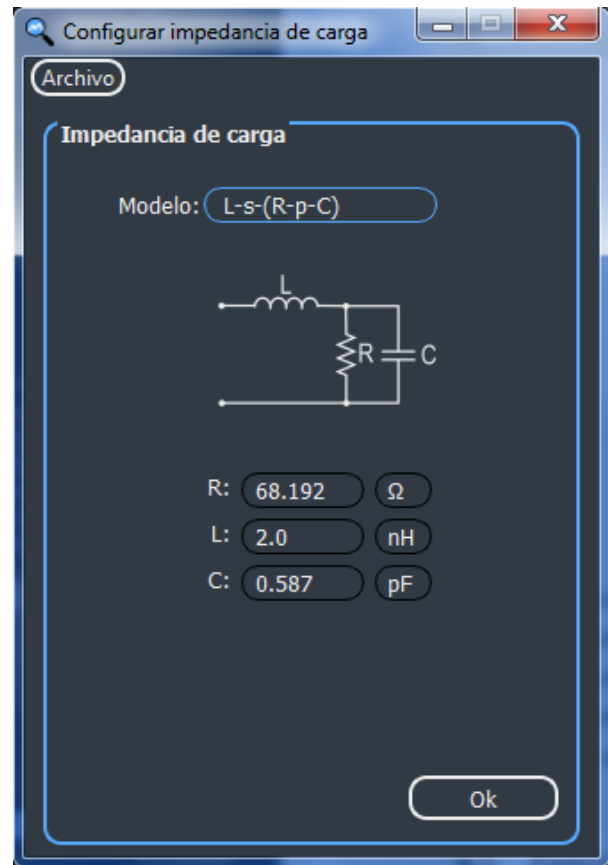 Configurar impedancia de carga
Archivo
Impedancia de carga
Modelo: L-s-(R-p-C)
L
R C
R: 68.192 Ω
L: 2.0 nH
C: 0.587 pF
Ok